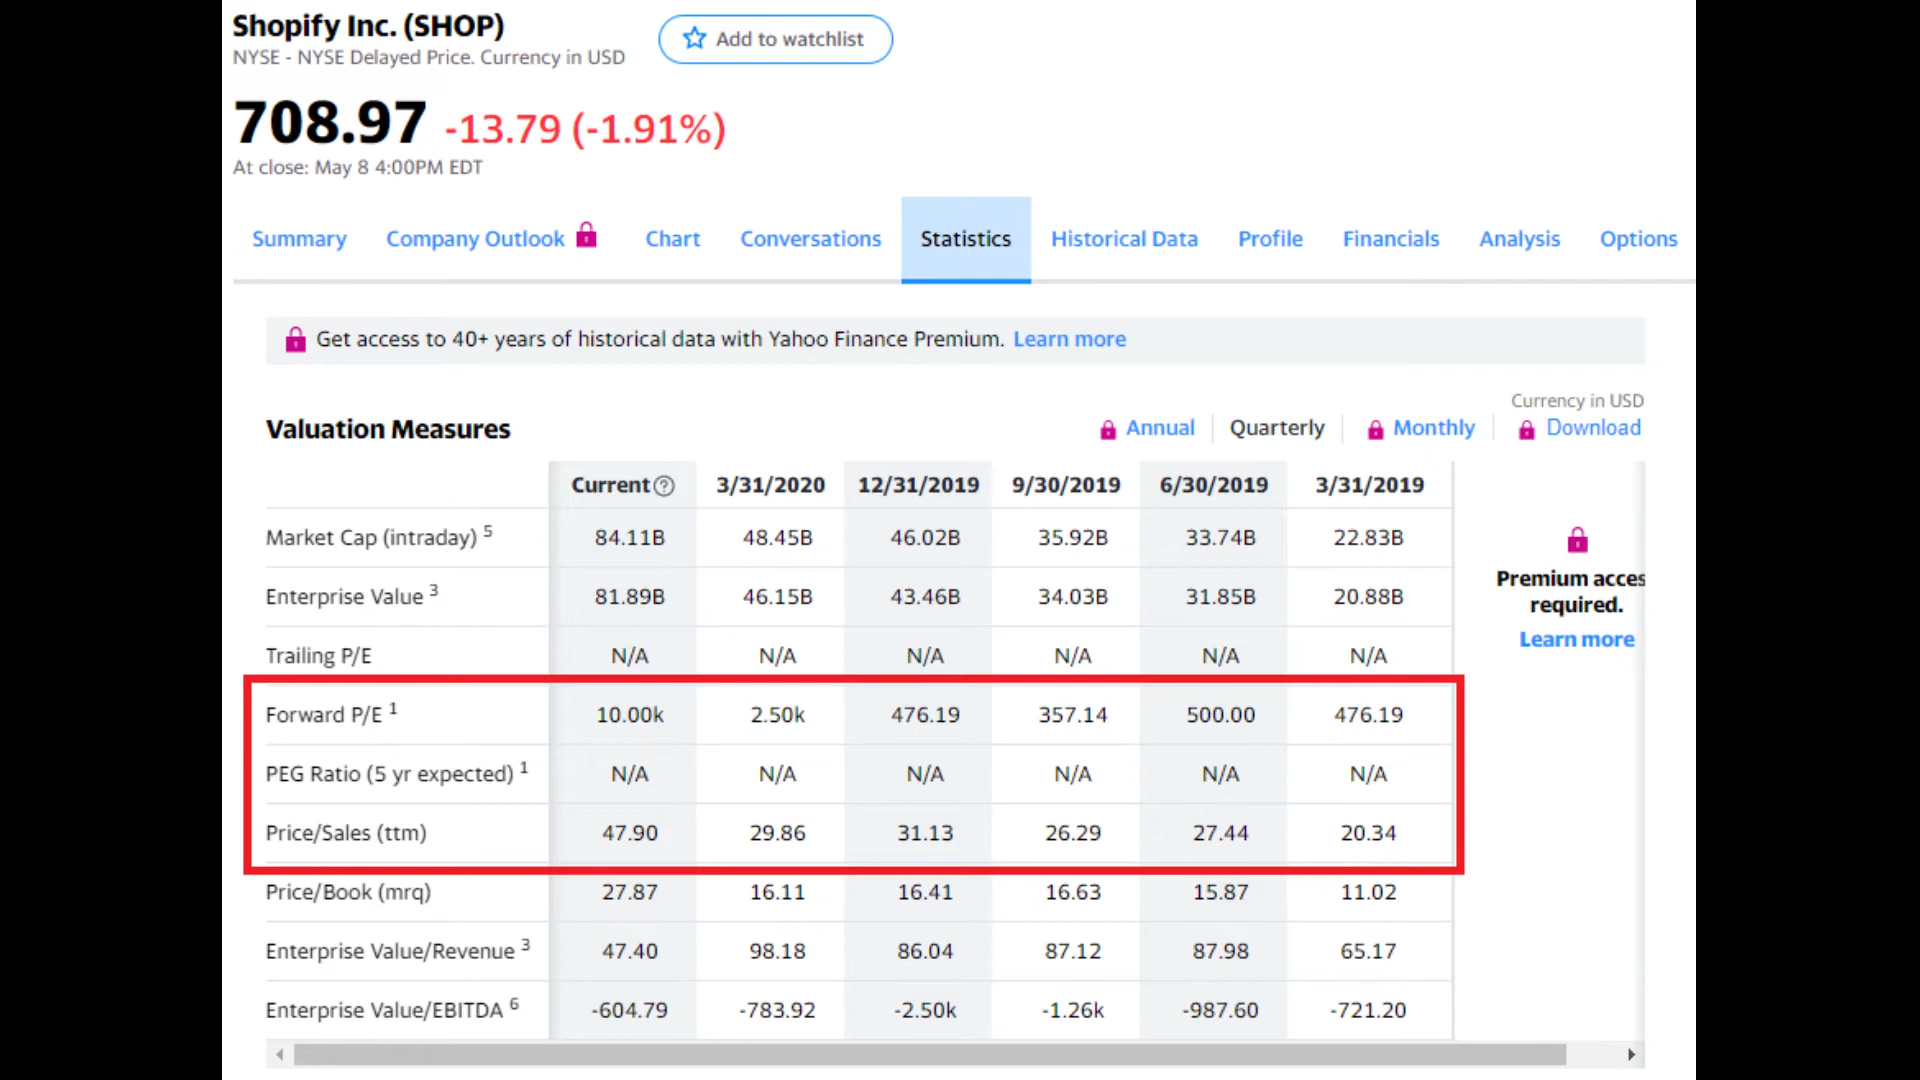 Shopify Inc. (SHOP)
NYSE - NYSE Delayed Price. Currency in USD
Add to watchlist
708.97 -13.79 (-1.91%)
At close: May 8 4:00PM EDT
Summary Company Outlook Chart Conversations Statistics Historical Data Profile Financials Analysis Options
Get access to 40+ years of historical data with Yahoo Finance Premium. Learn more
Currency in USD
Valuation Measures Annual Quarterly Monthly Download
Current 3/31/2020 12/31/2019 9/30/2019 6/30/2019 3/31/2019
Market Cap (intraday) 5 84.11B 48.45B 46.02B 35.92B 33.74B 22.83B
Enterprise Value 3 81.89B 46.15B 43.46B 34.03B 31.85B 20.88B
Trailing P/E N/A N/A N/A N/A N/A N/A
Forward P/E 1 10.00k 2.50k 476.19 357.14 500.00 476.19
PEG Ratio (5 yr expected) 1 N/A N/A N/A N/A N/A N/A
Price/Sales (ttm) 47.90 29.86 31.13 26.29 27.44 20.34
Price/Book (mrq) 27.87 16.11 16.41 16.63 15.87 11.02
Enterprise Value/Revenue 3 47.40 98.18 86.04 87.12 87.98 65.17
Enterprise Value/EBITDA 6 -604.79 -783.92 -2.50k -1.26k -987.60 -721.20
Premium acces
required.
Learn more